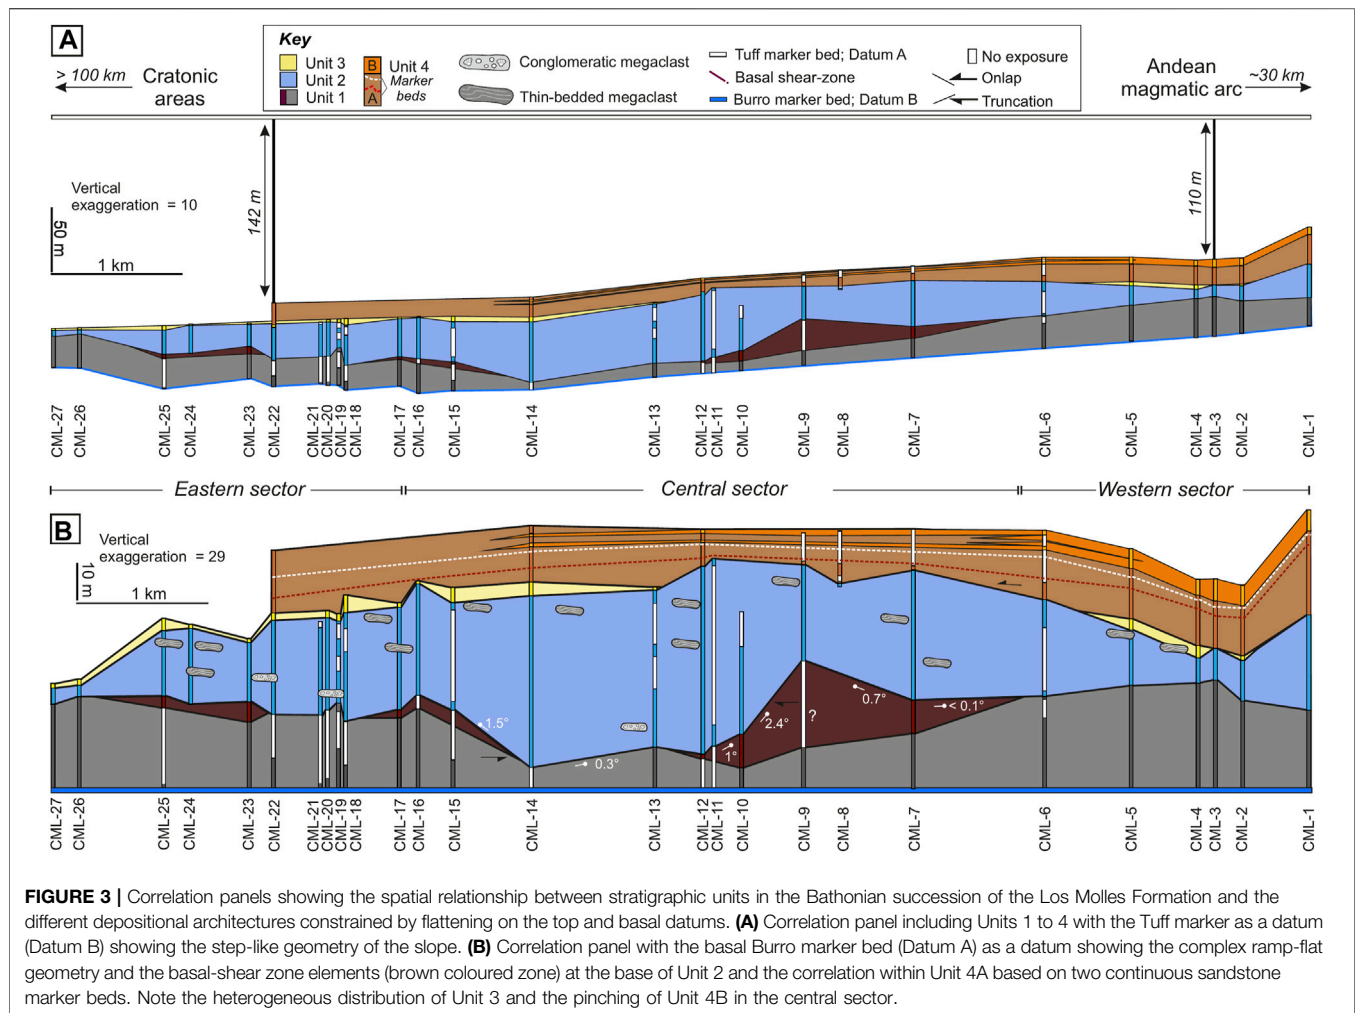 A
> 100 km
Cratonic
areas
Key
Unit 3
Unit 2
Unit 1
B
A
Unit 4
Marker
beds
Conglomeratic megaclast
Thin-bedded megaclast
Tuff marker bed; Datum A
Basal shear-zone
Burro marker bed; Datum B
No exposure
Onlap
Truncation
Andean
magmatic arc
~30 km
Vertical
exaggeration = 10
50 m
1 km
142 m
110 m
CML-27
CML-26
CML-25
CML-24
CML-23
CML-22
CML-21
CML-20
CML-19
CML-18
CML-17
CML-16
CML-15
CML-14
CML-13
CML-12
CML-11
CML-10
CML-9
CML-8
CML-7
CML-6
CML-5
CML-4
CML-3
CML-2
CML-1
Eastern sector
Central sector
Western sector
B
Vertical
exaggeration = 29
10 m
1 km
1.5°
0.3°
1°
2.4°
?
0.7°
< 0.1°
CML-27
CML-26
CML-25
CML-24
CML-23
CML-22
CML-21
CML-20
CML-19
CML-18
CML-17
CML-16
CML-15
CML-14
CML-13
CML-12
CML-11
CML-10
CML-9
CML-8
CML-7
CML-6
CML-5
CML-4
CML-3
CML-2
CML-1
FIGURE 3 | Correlation panels showing the spatial relationship between stratigraphic units in the Bathonian succession of the Los Molles Formation and the
different depositional architectures constrained by flattening on the top and basal datums. (A) Correlation panel including Units 1 to 4 with the Tuff marker as a datum
(Datum B) showing the step-like geometry of the slope. (B) Correlation panel with the basal Burro marker bed (Datum A) as a datum showing the complex ramp-flat
geometry and the basal-shear zone elements (brown coloured zone) at the base of Unit 2 and the correlation within Unit 4A based on two continuous sandstone
marker beds. Note the heterogeneous distribution of Unit 3 and the pinching of Unit 4B in the central sector.